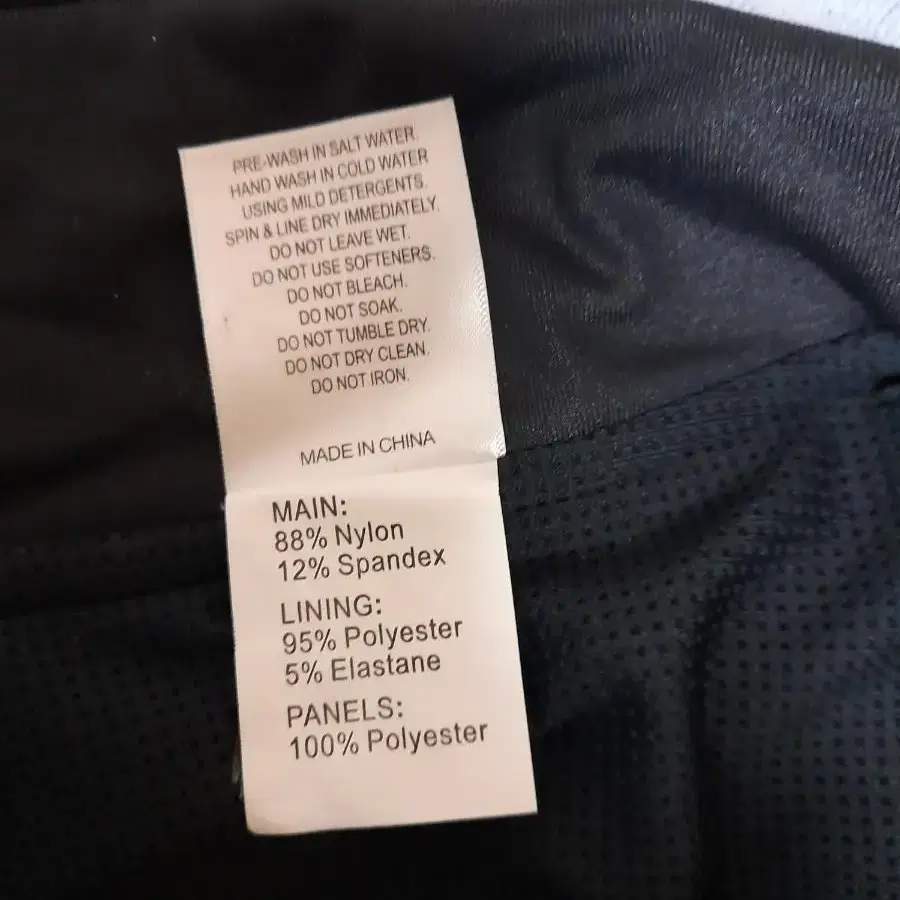 PRE-WASH IN SALT WATER.
HAND WASH IN COLD WATER
USING MILD DETERGENTS.
SPIN & LINE DRY IMMEDIATELY.
DO NOT LEAVE WET.
DO NOT USE SOFTENERS.
DO NOT BLEACH.
DO NOT SOAK.
DO NOT TUMBLE DRY.
DO NOT DRY CLEAN.
DO NOT IRON.
MADE IN CHINA
MAIN:
88% Nylon
12% Spandex
LINING:
95% Polyester
5% Elastane
PANELS:
100% Polyester